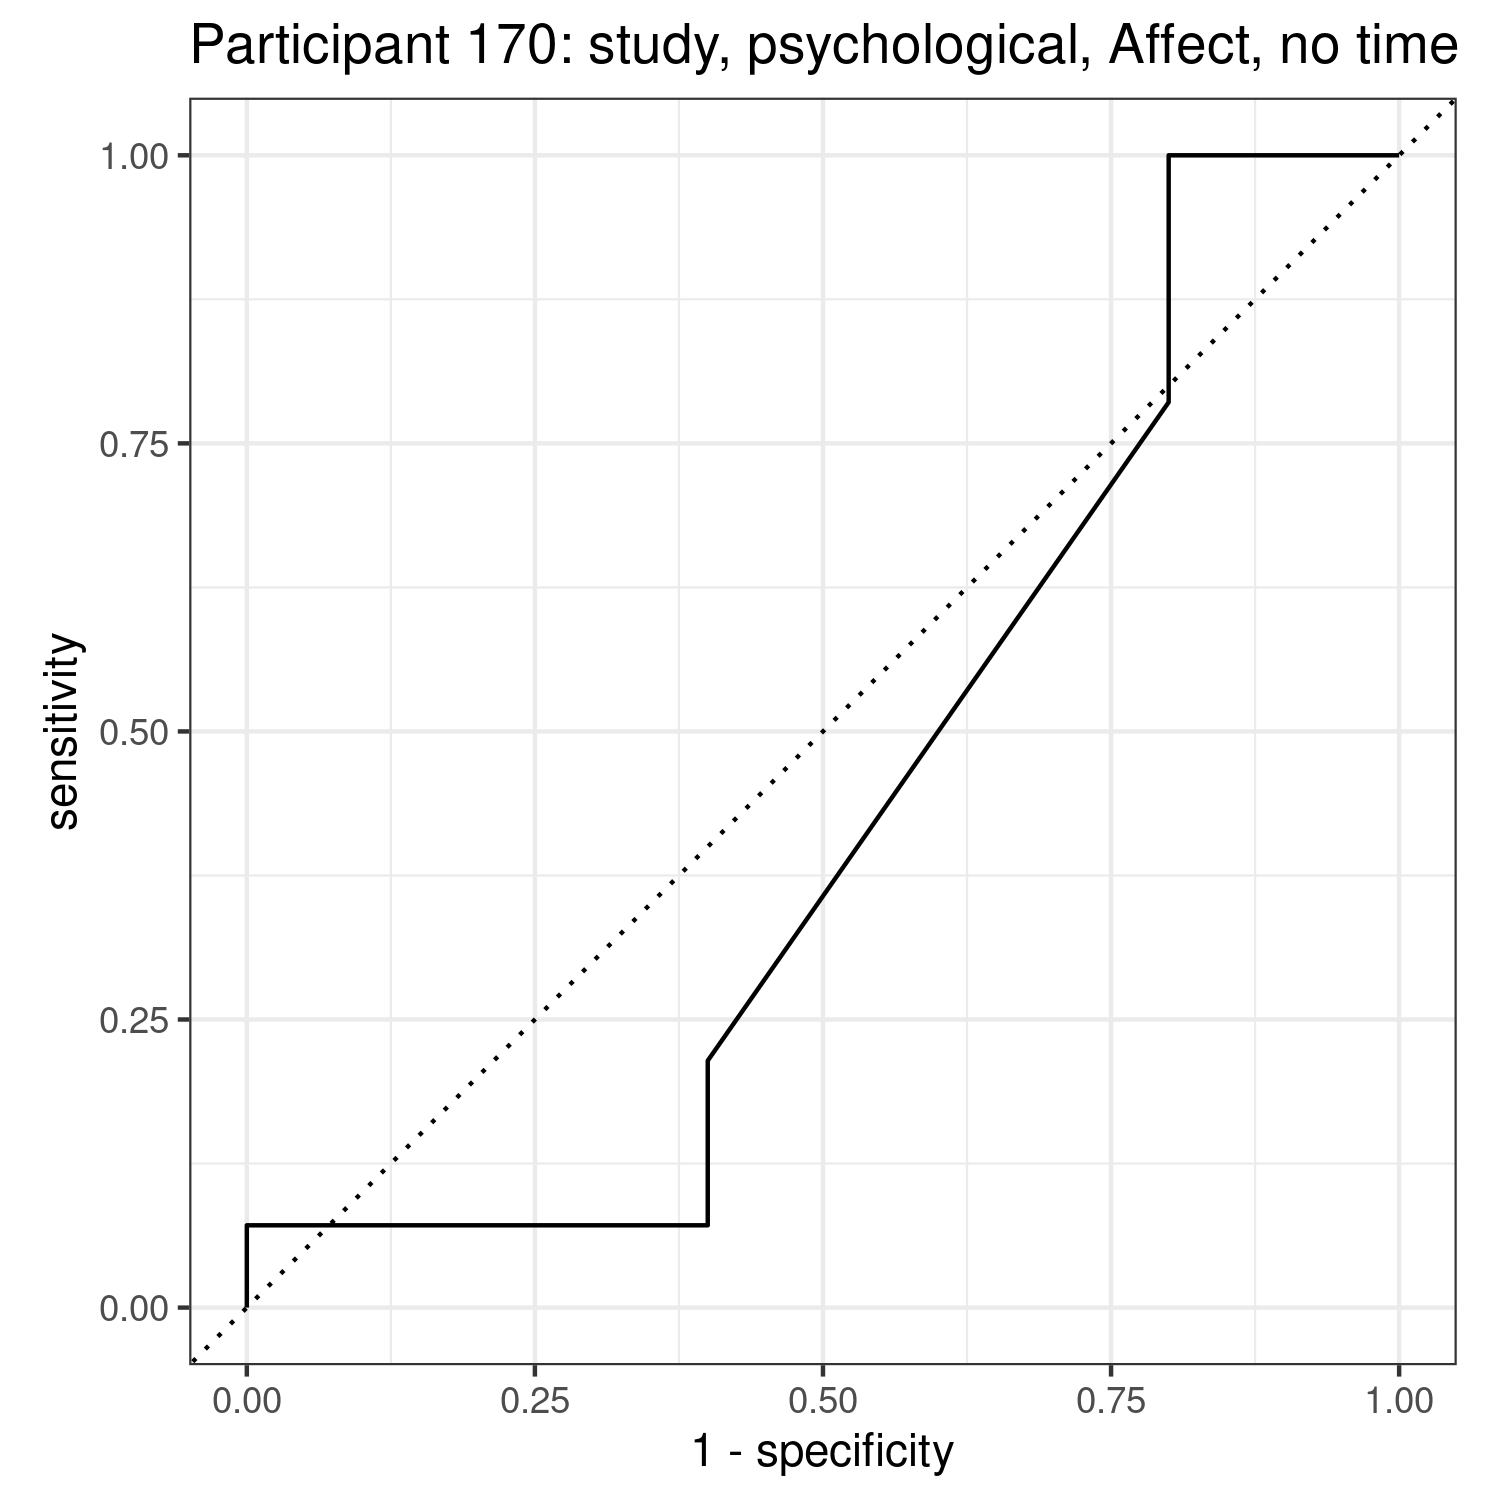 Participant 170: study, psychological, Affect, no time
1.00
0.75
0.50
0.25
0.00
sensitivity
0.00 0.25 0.50 0.75 1.00
1 - specificity